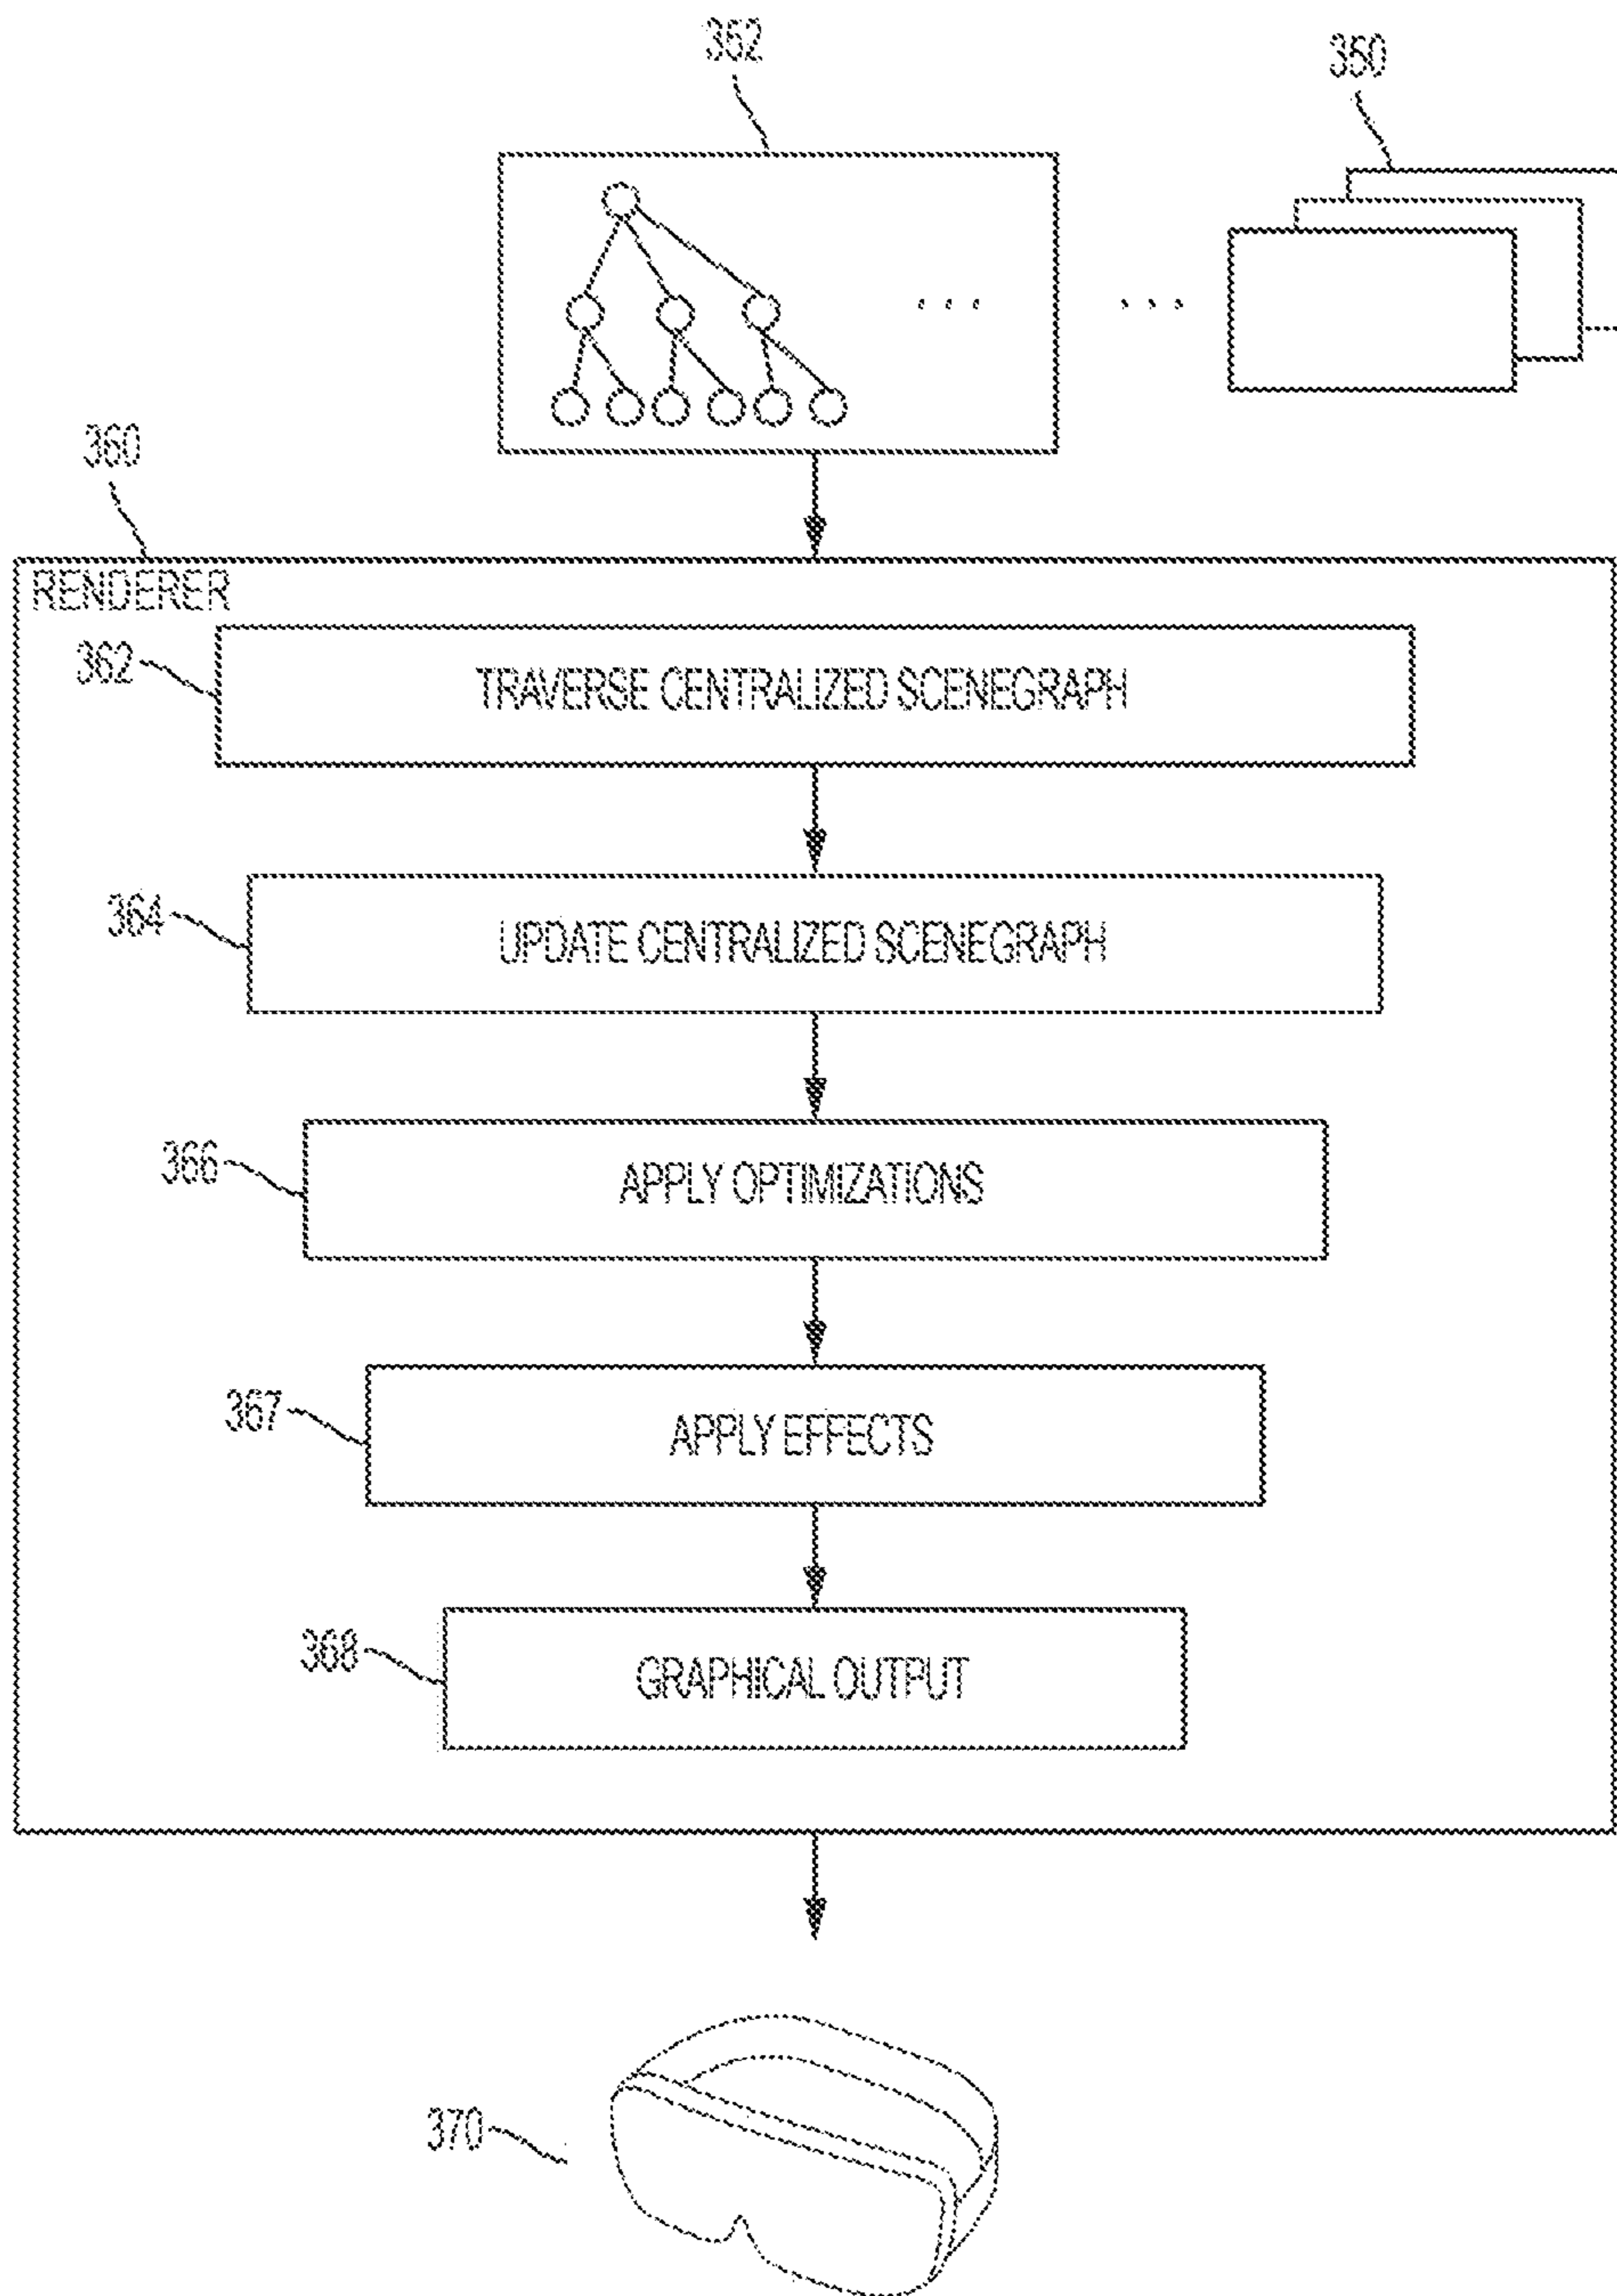 352
350
360
RENDERER
362
TRAVERSE CENTRALIZED SCENEGRAPH
364
UPDATE CENTRALIZED SCENEGRAPH
366
APPLY OPTIMIZATIONS
367
APPLY EFFECTS
368
GRAPHICAL OUTPUT
370